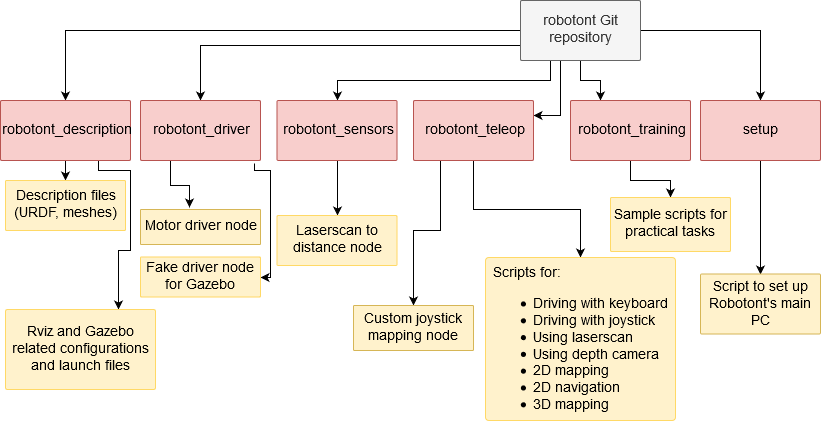 robotont Git
repository
robotont_description
robotont_driver
robotont_sensors
robotont_teleop
robotont_training
setup
Description files
(URDF, meshes)
Rviz and Gazebo
related configurations
and launch files
Motor driver node
Fake driver node
for Gazebo
Laserscan to
distance node
Custom joystick
mapping node
Scripts for:
• Driving with keyboard
• Driving with joystick
• Using laserscan
• Using depth camera
• 2D mapping
• 2D navigation
• 3D mapping
Sample scripts for
practical tasks
Script to set up
Robotont's main
PC